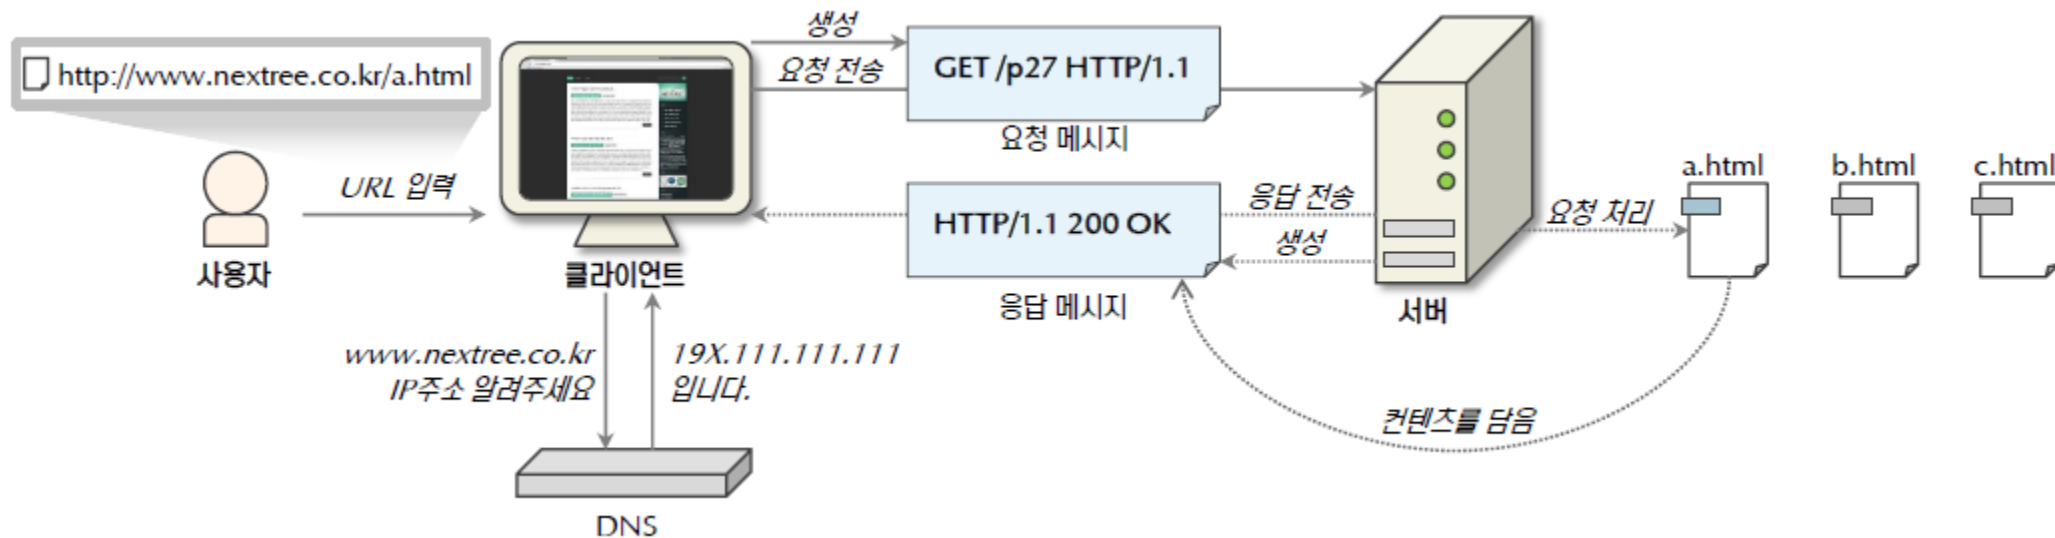 http://www.nextree.co.kr/a.html
사용자
URL 입력
클라이언트
생성
요청 전송
GET /p27 HTTP/1.1
요청 메시지
HTTP/1.1 200 OK
응답 메시지
응답 전송
생성
서버
요청 처리
a.html
b.html
c.html
www.nextree.co.kr
IP주소 알려주세요
19X.111.111.111
입니다.
컨텐츠를 담음
DNS